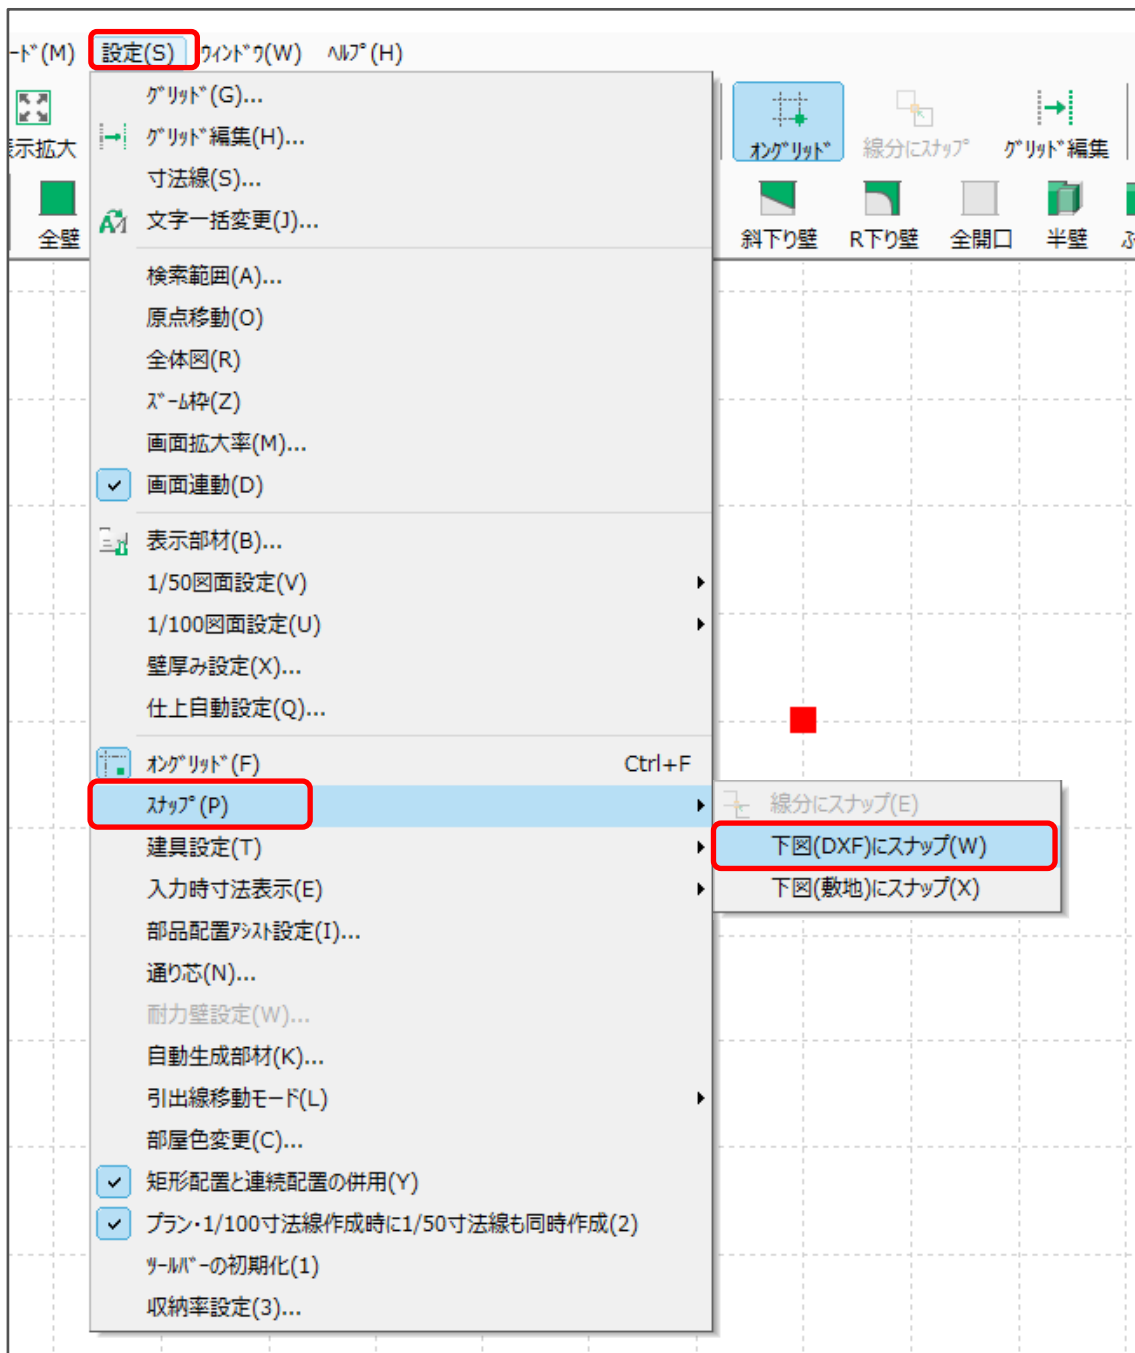 ｰﾄﾞ(M) 設定(S) ｳｨﾝﾄﾞｳ(W) ﾍﾙﾌﾟ(H)
示拡大
全壁
ｵﾝｸﾞﾘｯﾄﾞ 線分にｽﾅｯﾌﾟ ｸﾞﾘｯﾄﾞ編集
斜下り壁 R下り壁 全開口 半壁 ぶ
ｸﾞﾘｯﾄﾞ(G)...
ｸﾞﾘｯﾄﾞ編集(H)...
寸法線(S)...
文字一括変更(J)...
検索範囲(A)...
原点移動(O)
全体図(R)
ｽﾞｰﾑ枠(Z)
画面拡大率(M)...
画面連動(D)
表示部材(B)...
1/50図面設定(V)
1/100図面設定(U)
壁厚み設定(X)...
仕上自動設定(Q)...
ｵﾝｸﾞﾘｯﾄﾞ(F) Ctrl+F
ｽﾅｯﾌﾟ(P)
建具設定(T)
入力時寸法表示(E)
部品配置ｱｼｽﾄ設定(I)...
通り芯(N)...
耐力壁設定(W)...
自動生成部材(K)...
引出線移動モード(L)
部屋色変更(C)...
矩形配置と連続配置の併用(Y)
プラン・1/100寸法線作成時に1/50寸法線も同時作成(2)
ﾂｰﾙﾊﾞｰの初期化(1)
収納率設定(3)...
線分にスナップ(E)
下図(DXF)にスナップ(W)
下図(敷地)にスナップ(X)